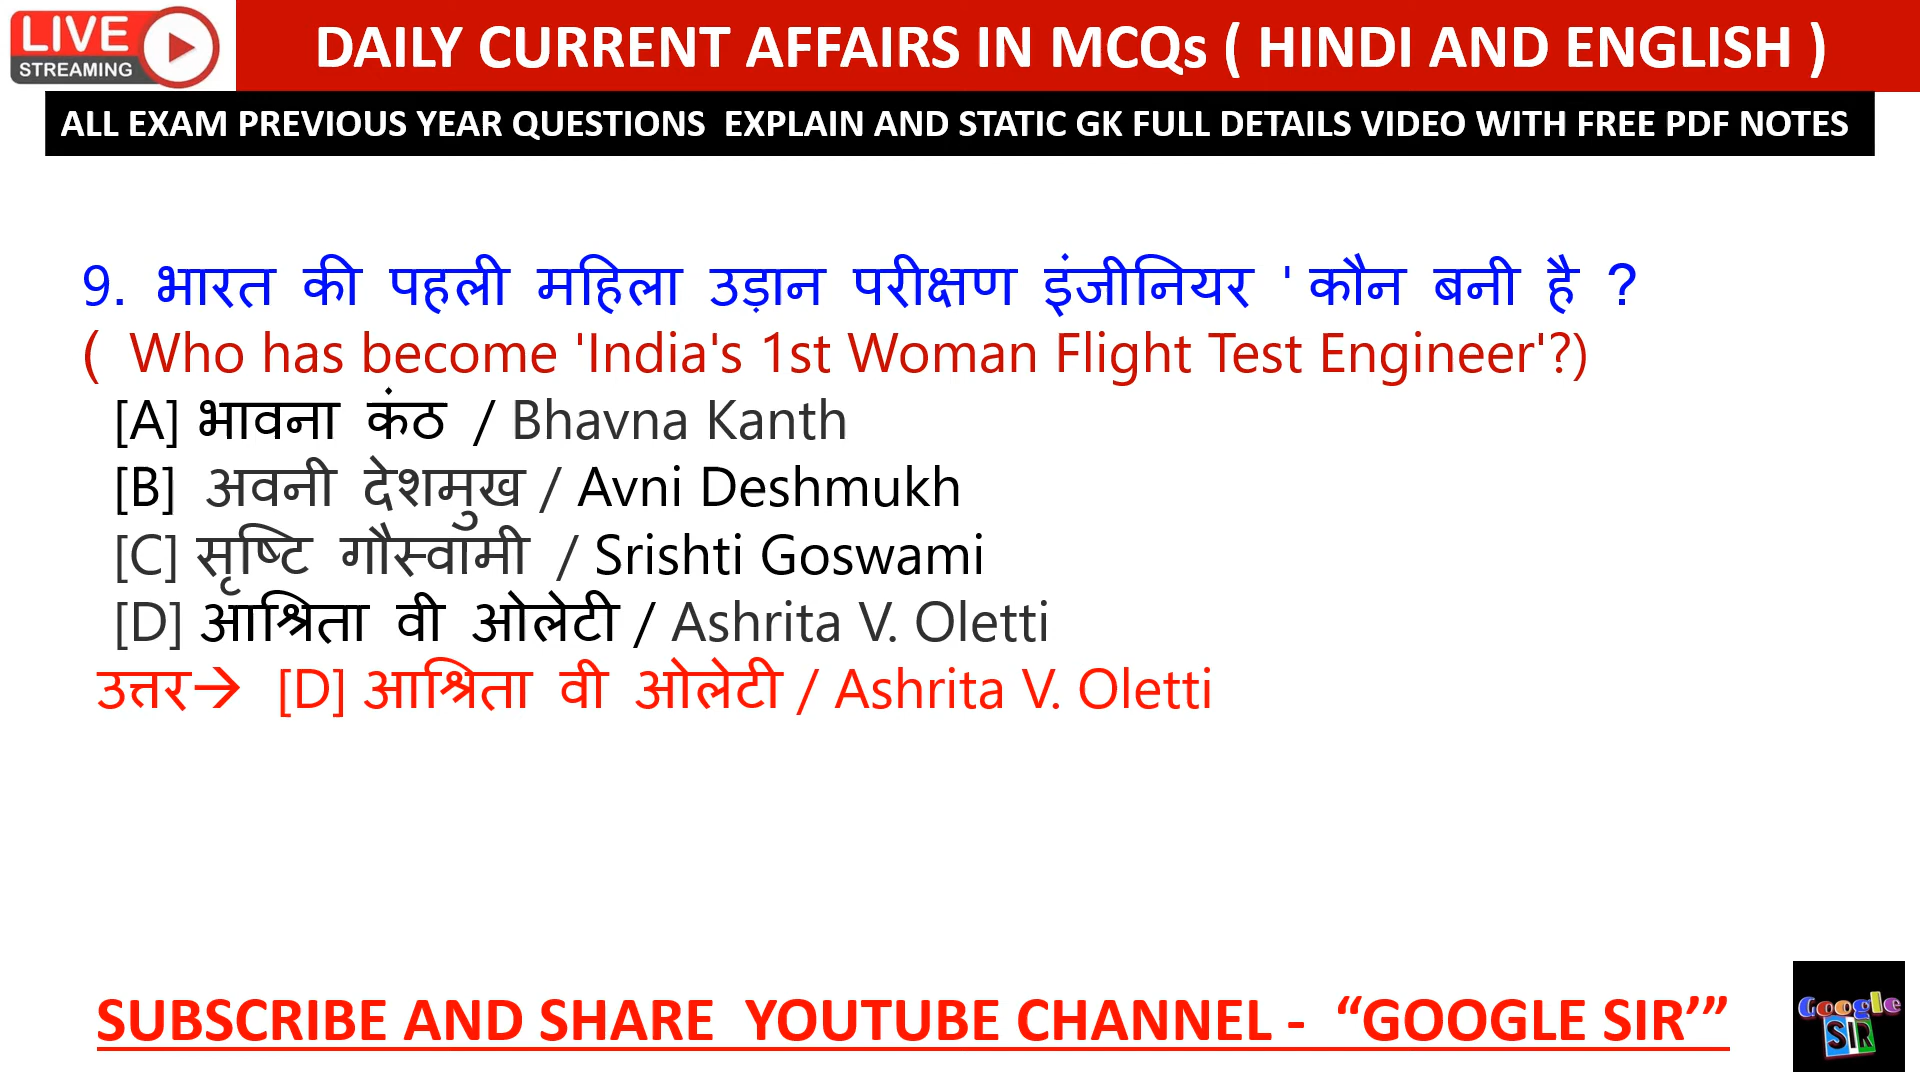 LIVE
STREAMING
DAILY CURRENT AFFAIRS IN MCQs ( HINDI AND ENGLISH )
ALL EXAM PREVIOUS YEAR QUESTIONS EXPLAIN AND STATIC GK FULL DETAILS VIDEO WITH FREE PDF NOTES
9. भारत की पहली महिला उड़ान परीक्षण इंजीनियर ' कौन बनी है ?
( Who has become 'India's 1st Woman Flight Test Engineer'?)
[A] भावना कंठ / Bhavna Kanth
[B] अवनी देशमुख / Avni Deshmukh
[C] सृष्टि गौस्वामी / Srishti Goswami
[D] आश्रिता वी ओलेटी / Ashrita V. Oletti
उत्तर→ [D] आश्रिता वी ओलेटी / Ashrita V. Oletti
SUBSCRIBE AND SHARE YOUTUBE CHANNEL - “GOOGLE SIR’”
Google
SIR